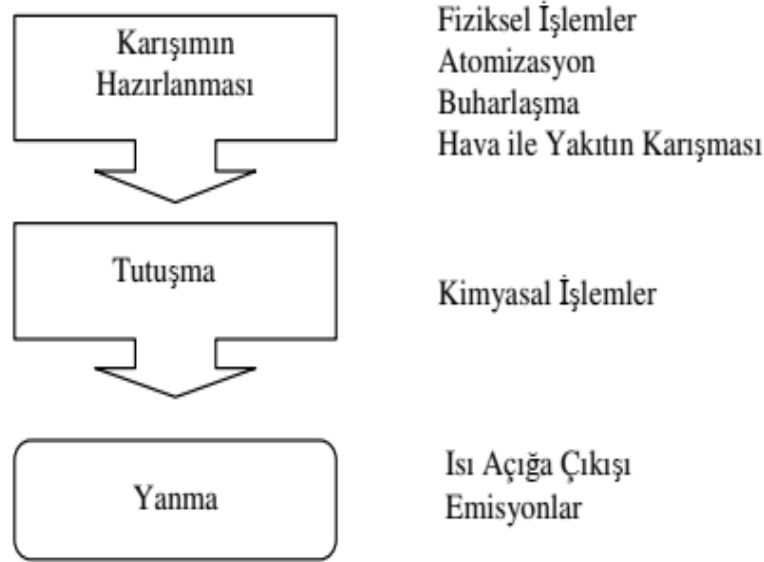 Karışımın
Hazırlanması
Fiziksel İşlemler
Atomizasyon
Buharlaşma
Hava ile Yakıtın Karışması
Tutuşma
Kimyasal İşlemler
Yanma
Isı Açığa Çıkışı
Emisyonlar